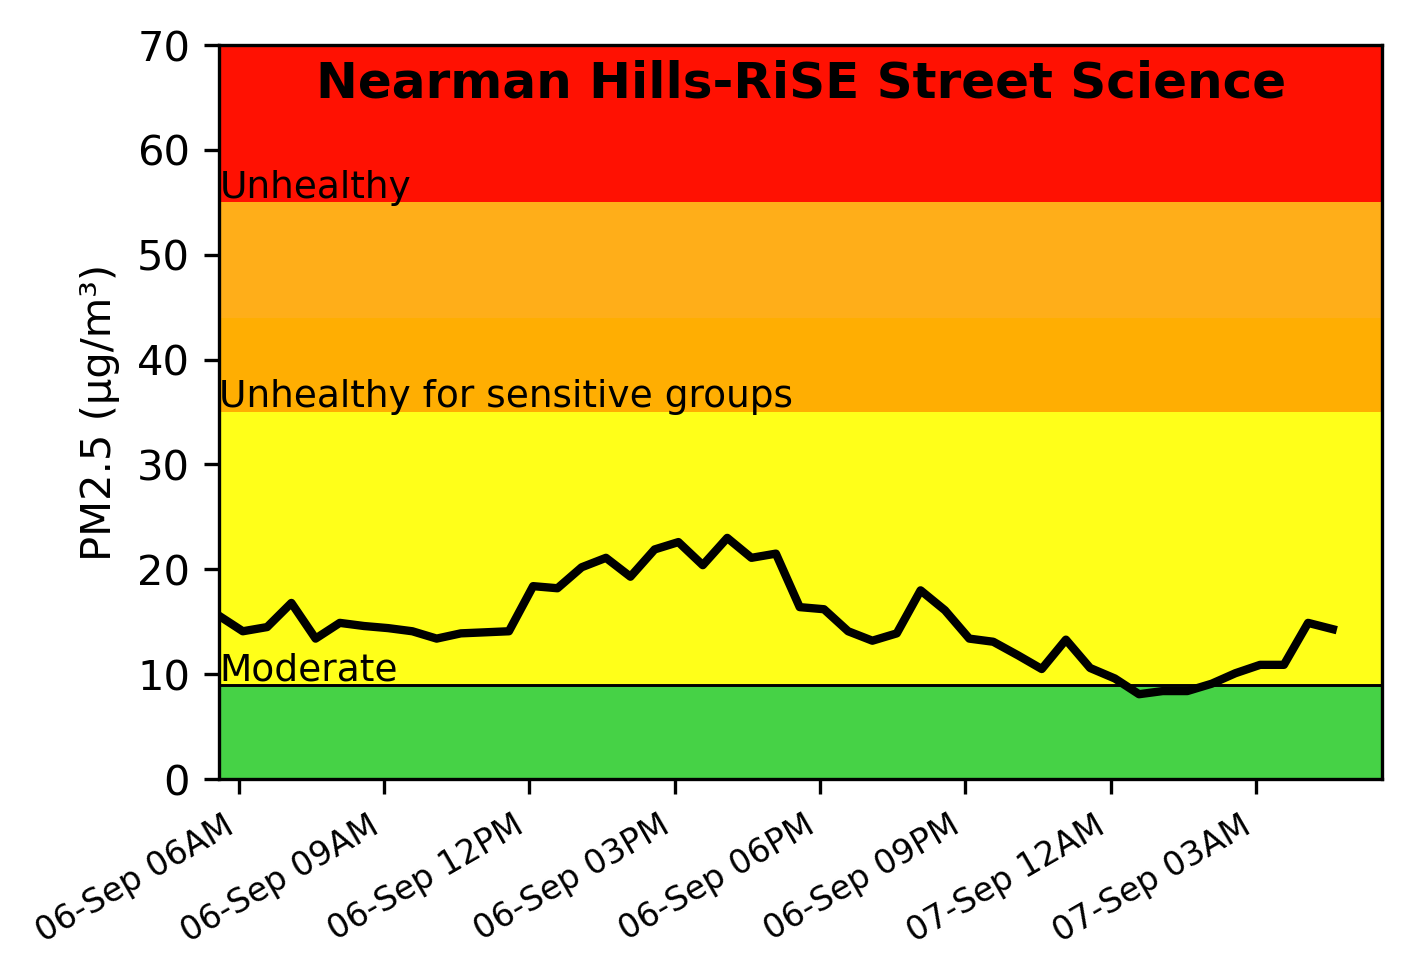 Nearman Hills-RiSE Street Science
70
60
50
40
30
20
10
0
PM2.5 (µg/m³)
Unhealthy
Unhealthy for sensitive groups
Moderate
06-Sep 06AM
06-Sep 09AM
06-Sep 12PM
06-Sep 03PM
06-Sep 06PM
06-Sep 09PM
07-Sep 12AM
07-Sep 03AM